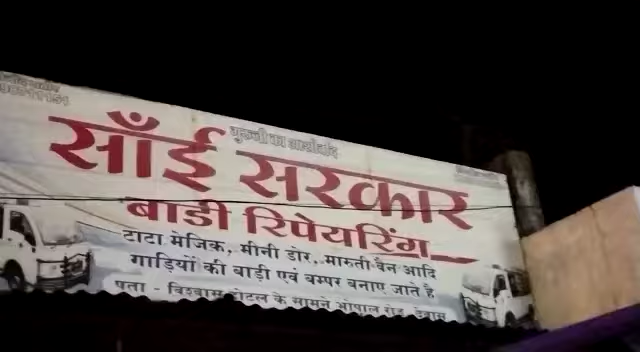 गुरुजी का आशीर्वाद
साँई सरकार
बाडी रिपेयरिंग
टाटा मेजिक, मीनी डोर, मारुती वैन आदि
गाड़ियों की बाड़ी एवं बम्पर बनाए जाते है
पता - विश्वास होटल के सामने भोपाल रोड, देवास